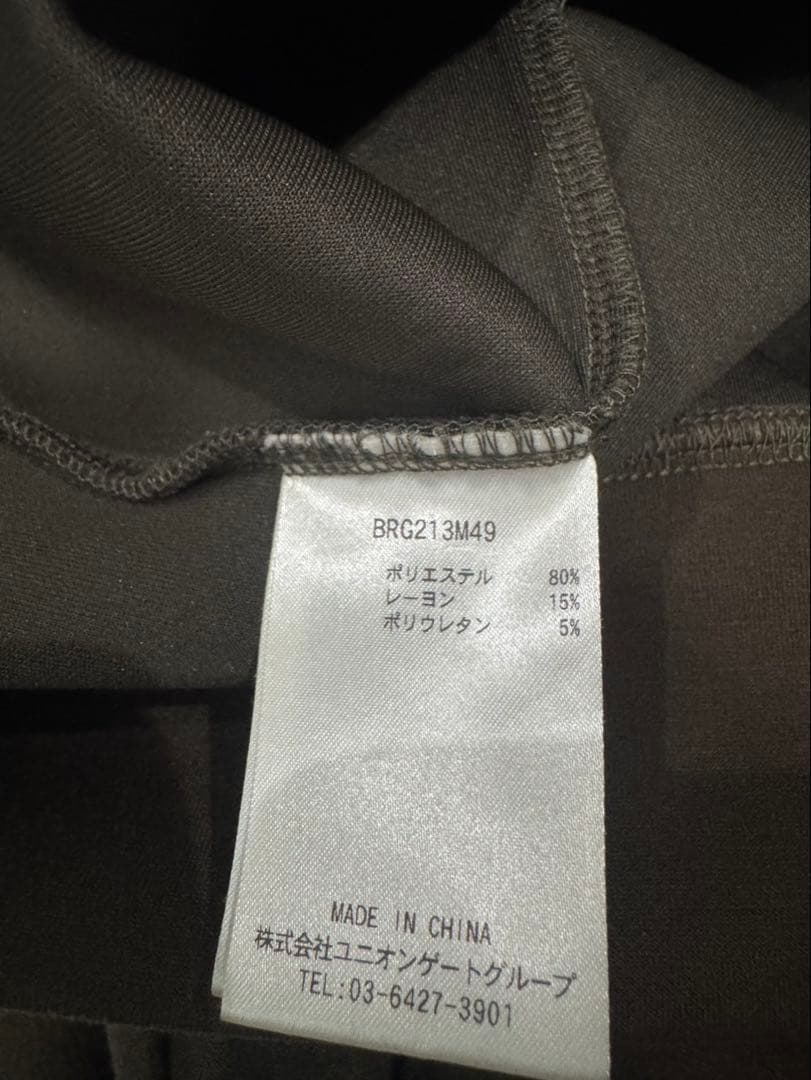 BRG213M49
ポリエステル 80%
レーヨン 15%
ポリウレタン 5%
MADE IN CHINA
株式会社ユニオンゲートグループ
TEL:03-6427-3901